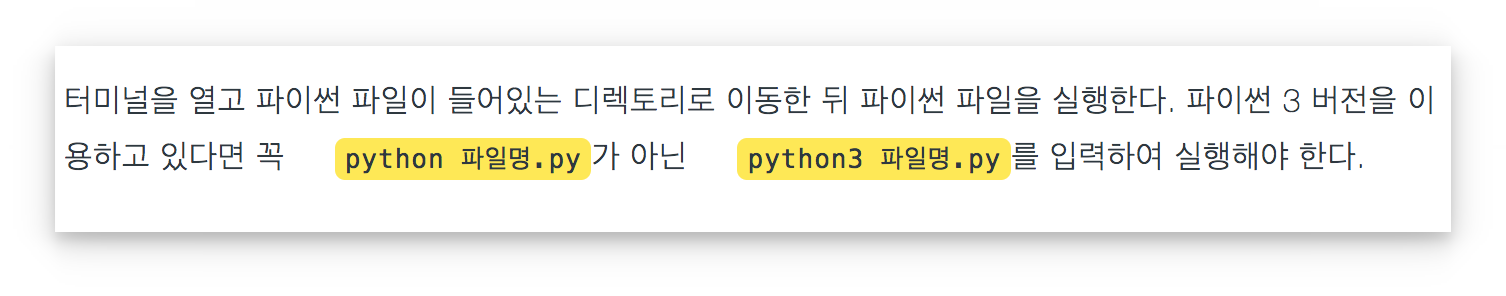 터미널을 열고 파이썬 파일이 들어있는 디렉토리로 이동한 뒤 파이썬 파일을 실행한다. 파이썬 3 버전을 이
용하고 있다면 꼭 python 파일명.py가 아닌 python3 파일명.py를 입력하여 실행해야 한다.